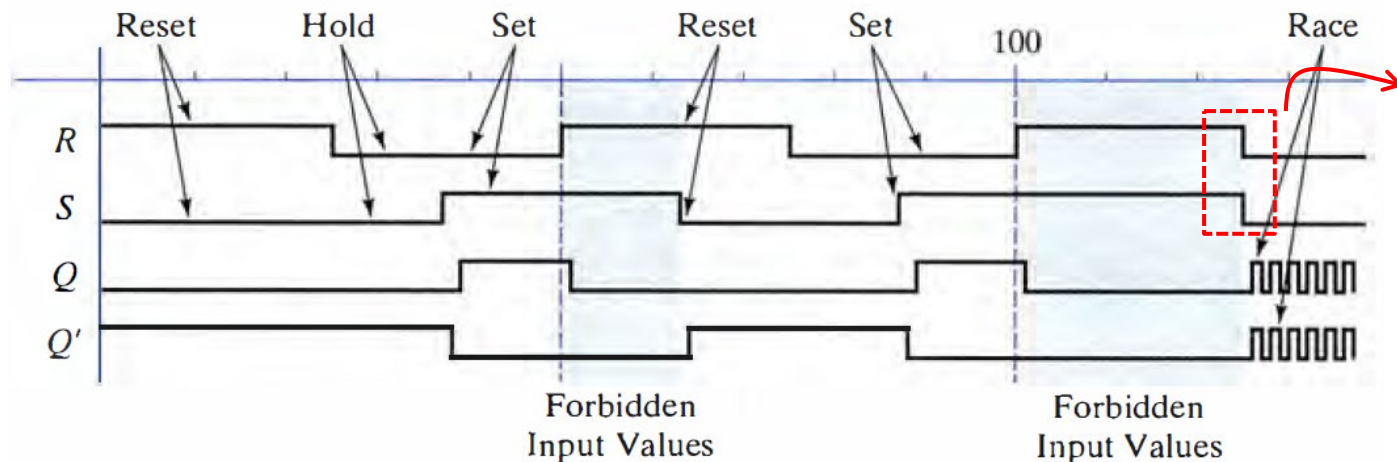 Reset Hold Set Reset Set 100 Race
R
S
Q
Q'
Forbidden Forbidden
Input Values Input Values